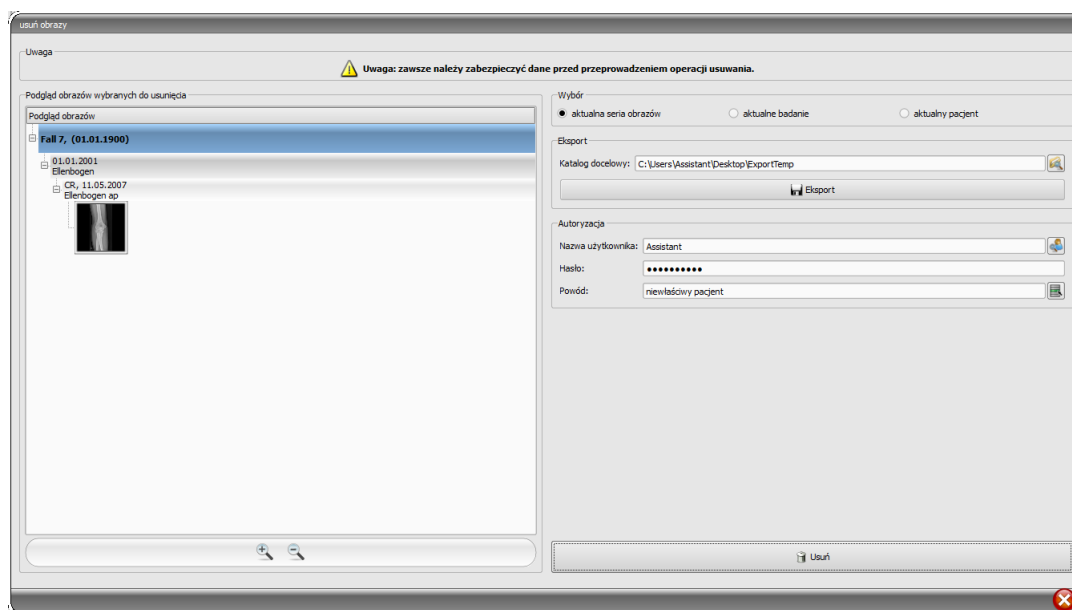 usuń obrazy
Uwaga
Uwaga: zawsze należy zabezpieczyć dane przed przeprowadzeniem operacji usuwania.
Podgląd obrazów wybranych do usunięcia
Podgląd obrazów
Fall 7, (01.01.1900)
01.01.2001
Ellenbogen
CR, 11.05.2007
Ellenbogen ap
Wybór
aktualna seria obrazów
aktualne badanie
aktualny pacjent
Eksport
Katalog docelowy: C:\Users\Assistant\Desktop\ExportTemp
Eksport
Autoryzacja
Nazwa użytkownika: Assistant
Hasło: ●●●●●●●●●●
Powód: niewłaściwy pacjent
Usuń